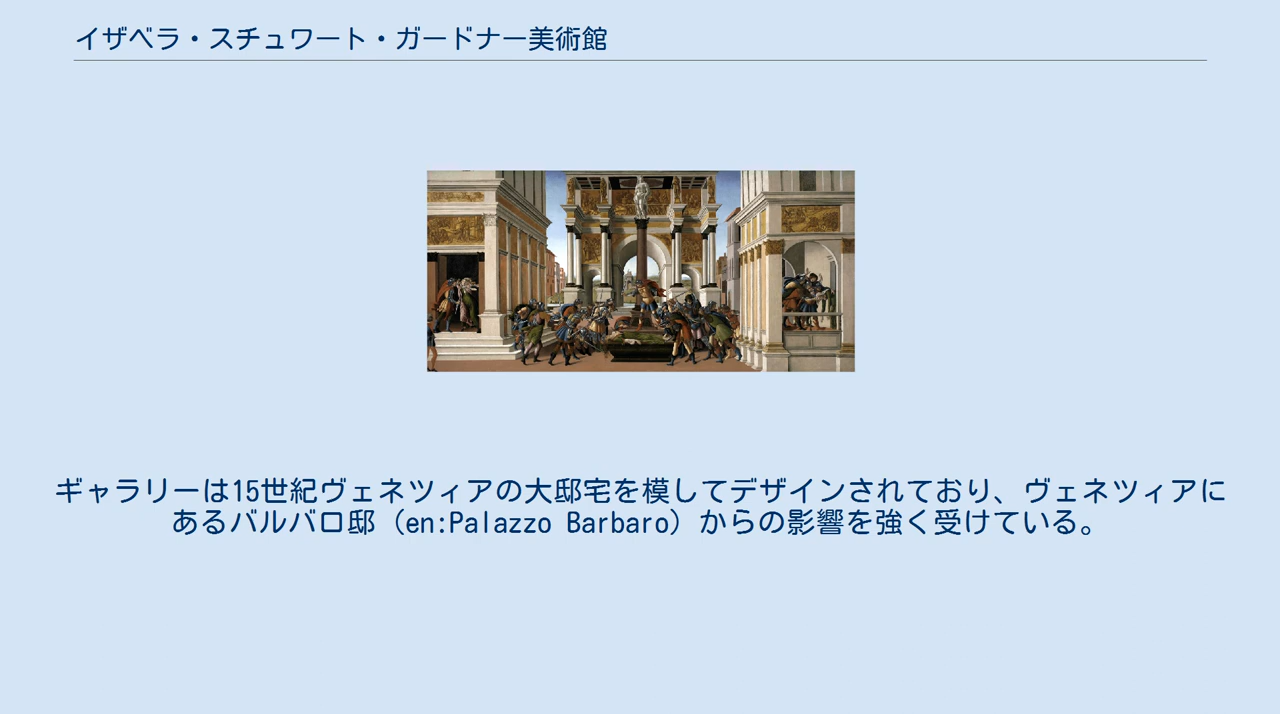 イザベラ・スチュワート・ガードナー美術館
ギャラリーは15世紀ヴェネツィアの大邸宅を模してデザインされており、ヴェネツィアに
あるバルバロ邸（en:Palazzo Barbaro）からの影響を強く受けている。